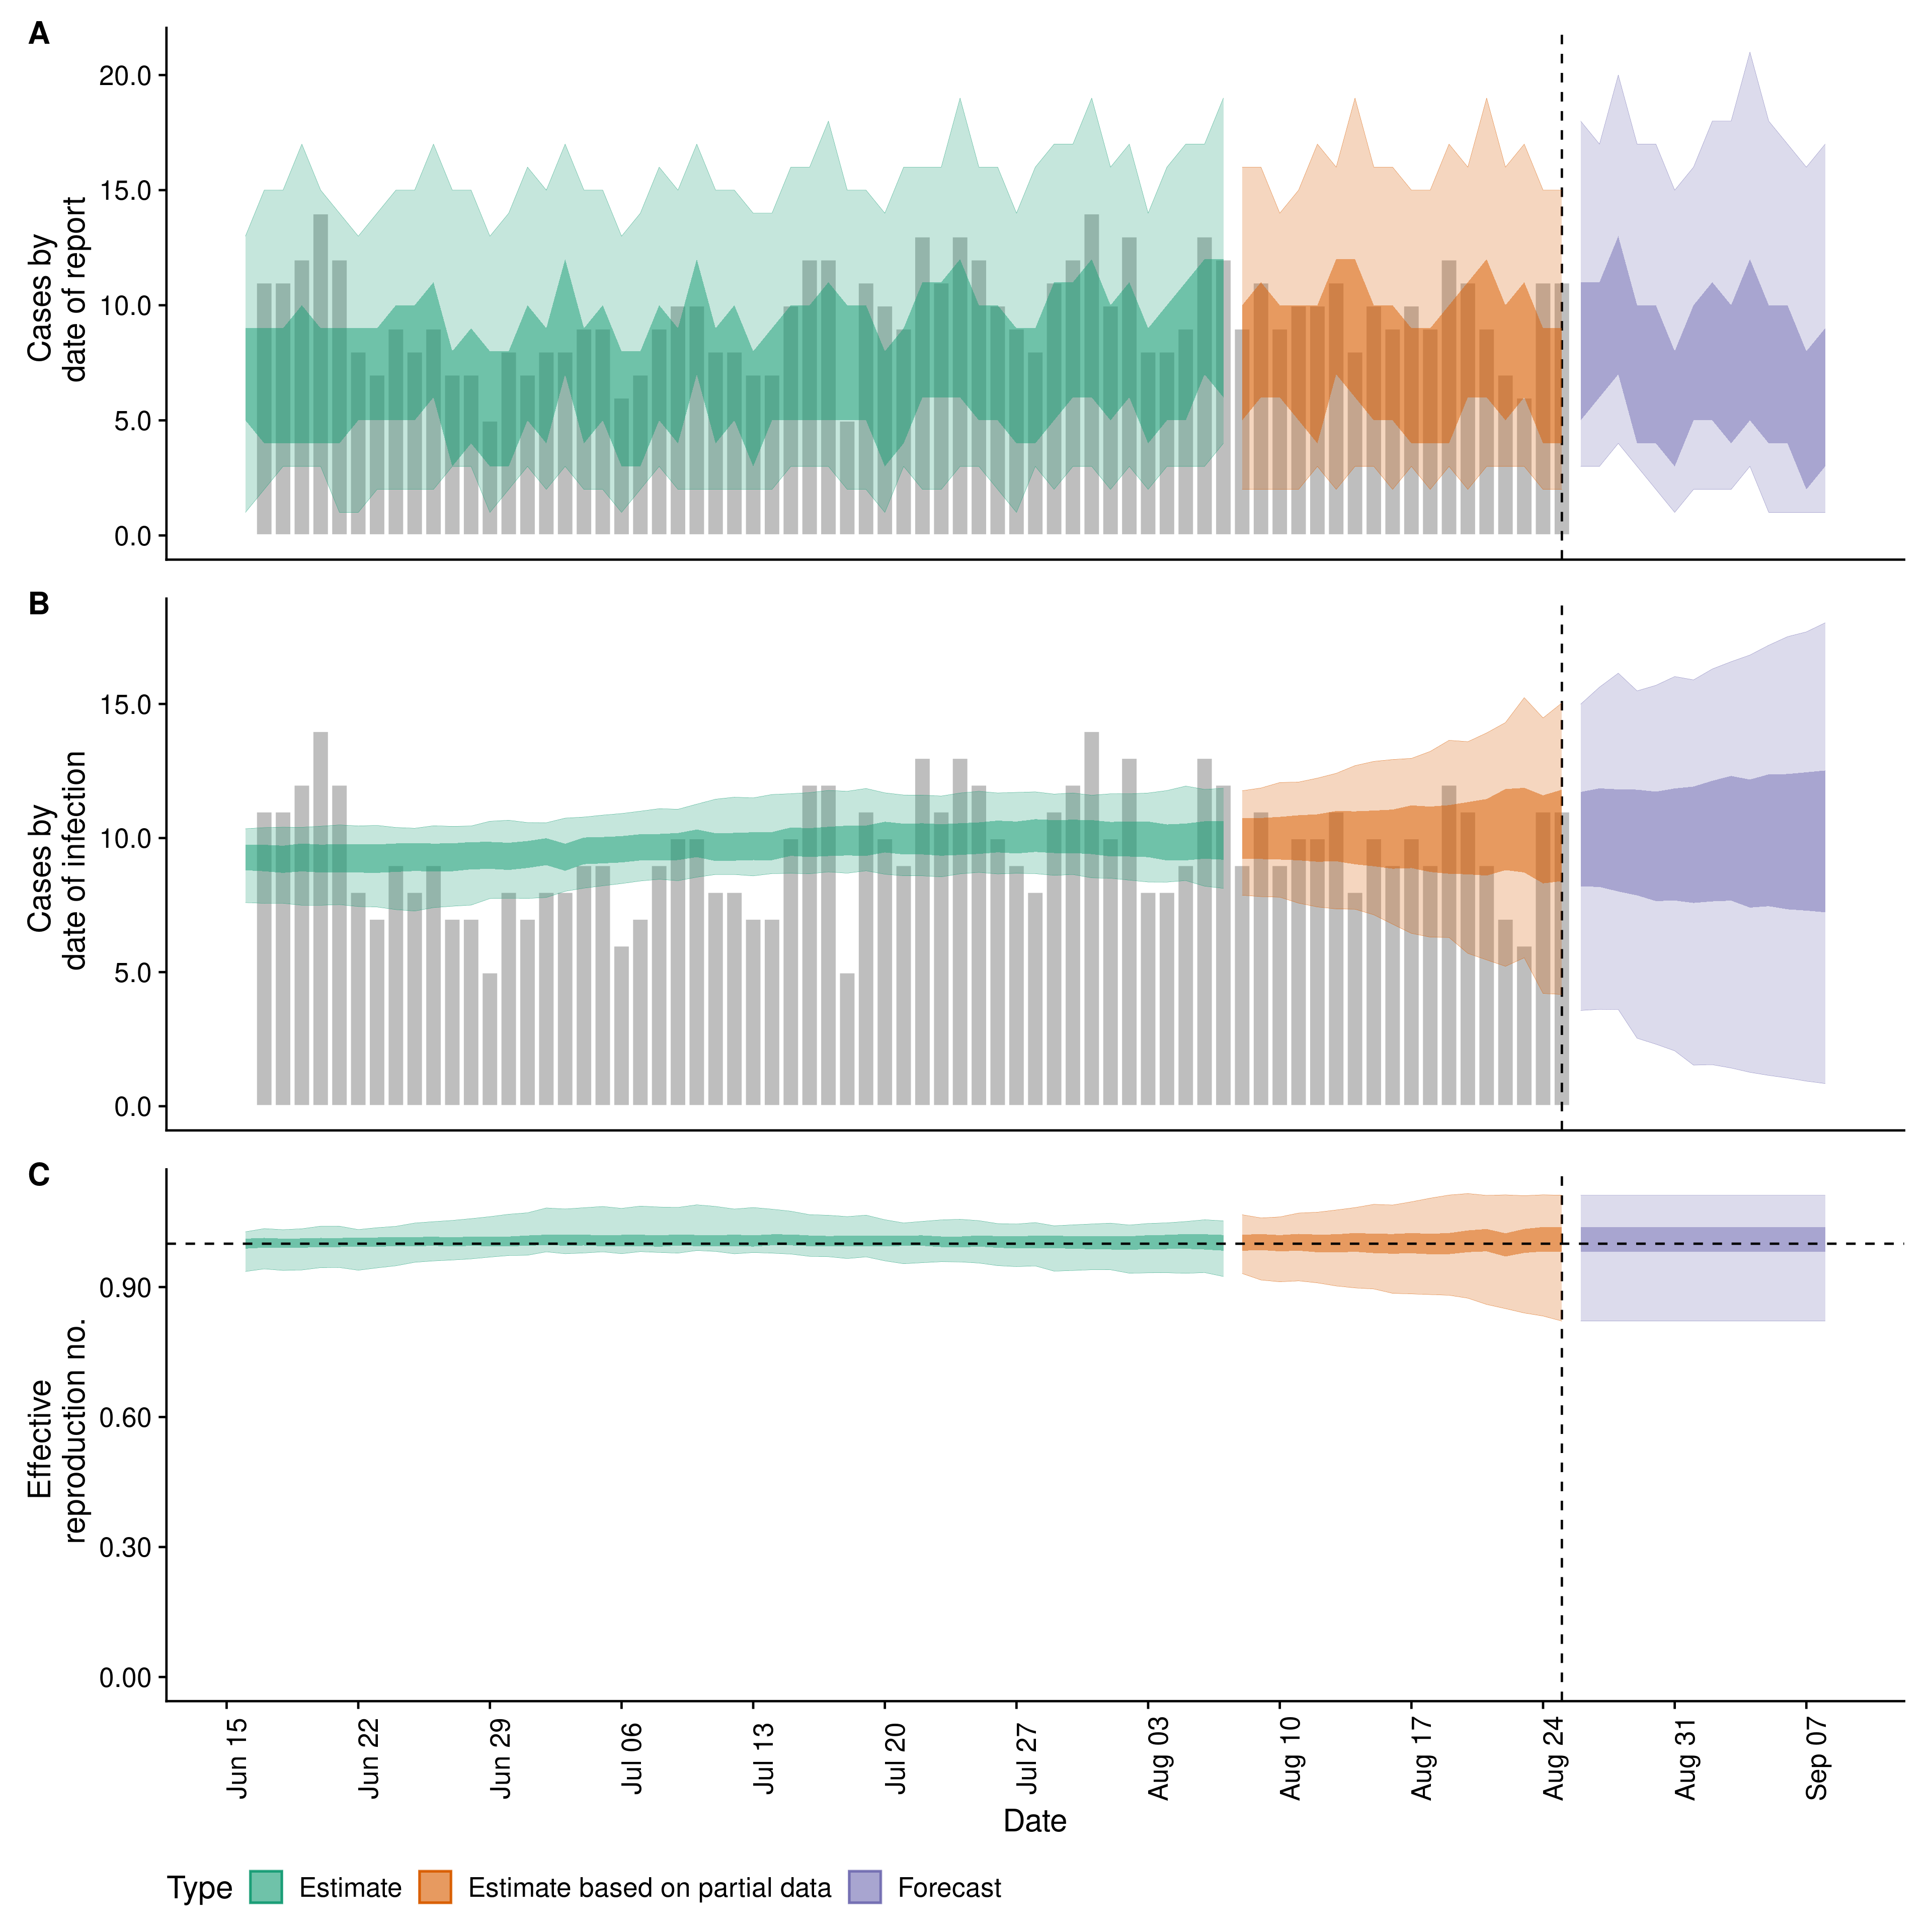 A
Cases by
date of report
20.0
15.0
10.0
5.0
0.0
B
Cases by
date of infection
15.0
10.0
5.0
0.0
C
Effective
reproduction no.
0.90
0.60
0.30
0.00
Jun 15
Jun 22
Jun 29
Jul 06
Jul 13
Jul 20
Jul 27
Aug 03
Aug 10
Aug 17
Aug 24
Aug 31
Sep 07
Date
Type Estimate Estimate based on partial data Forecast